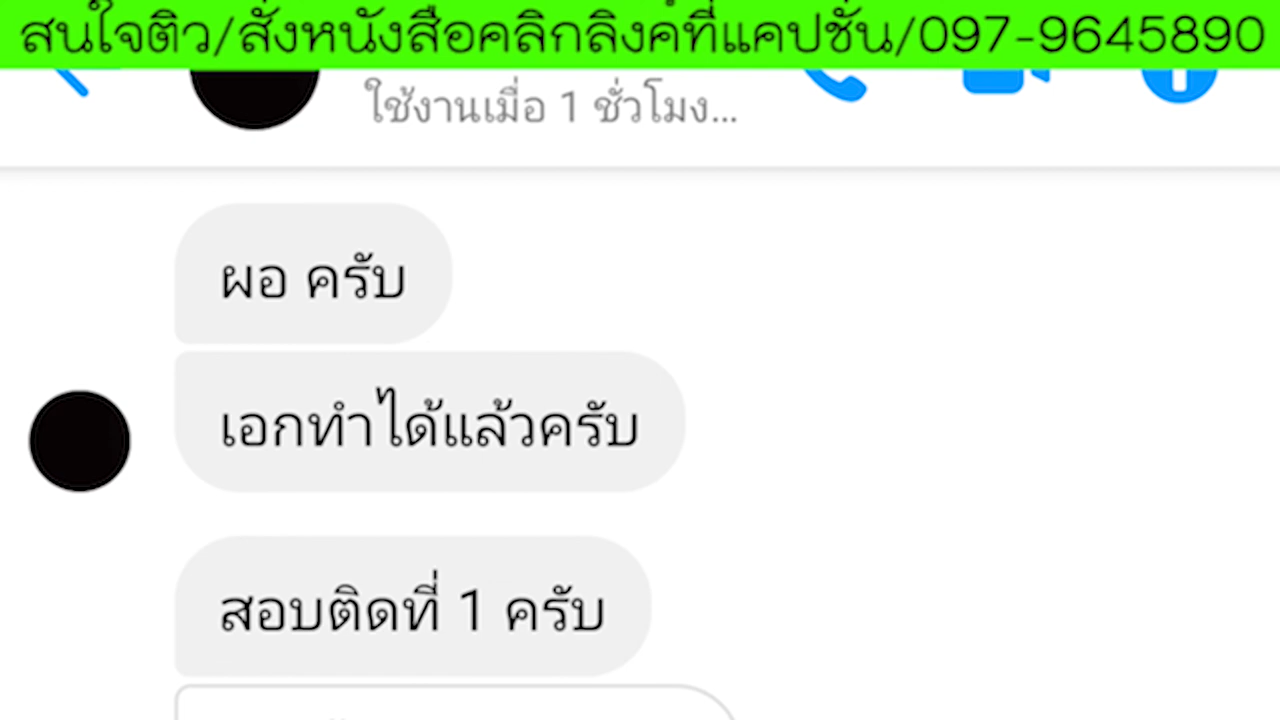 สนใจติว/สั่งหนังสือคลิกลิงค์ที่แคปชั่น/097-9645890
ใช้งานเมื่อ 1 ชั่วโมง...
ผอ ครับ
เอกทำได้แล้วครับ
สอบติดที่ 1 ครับ